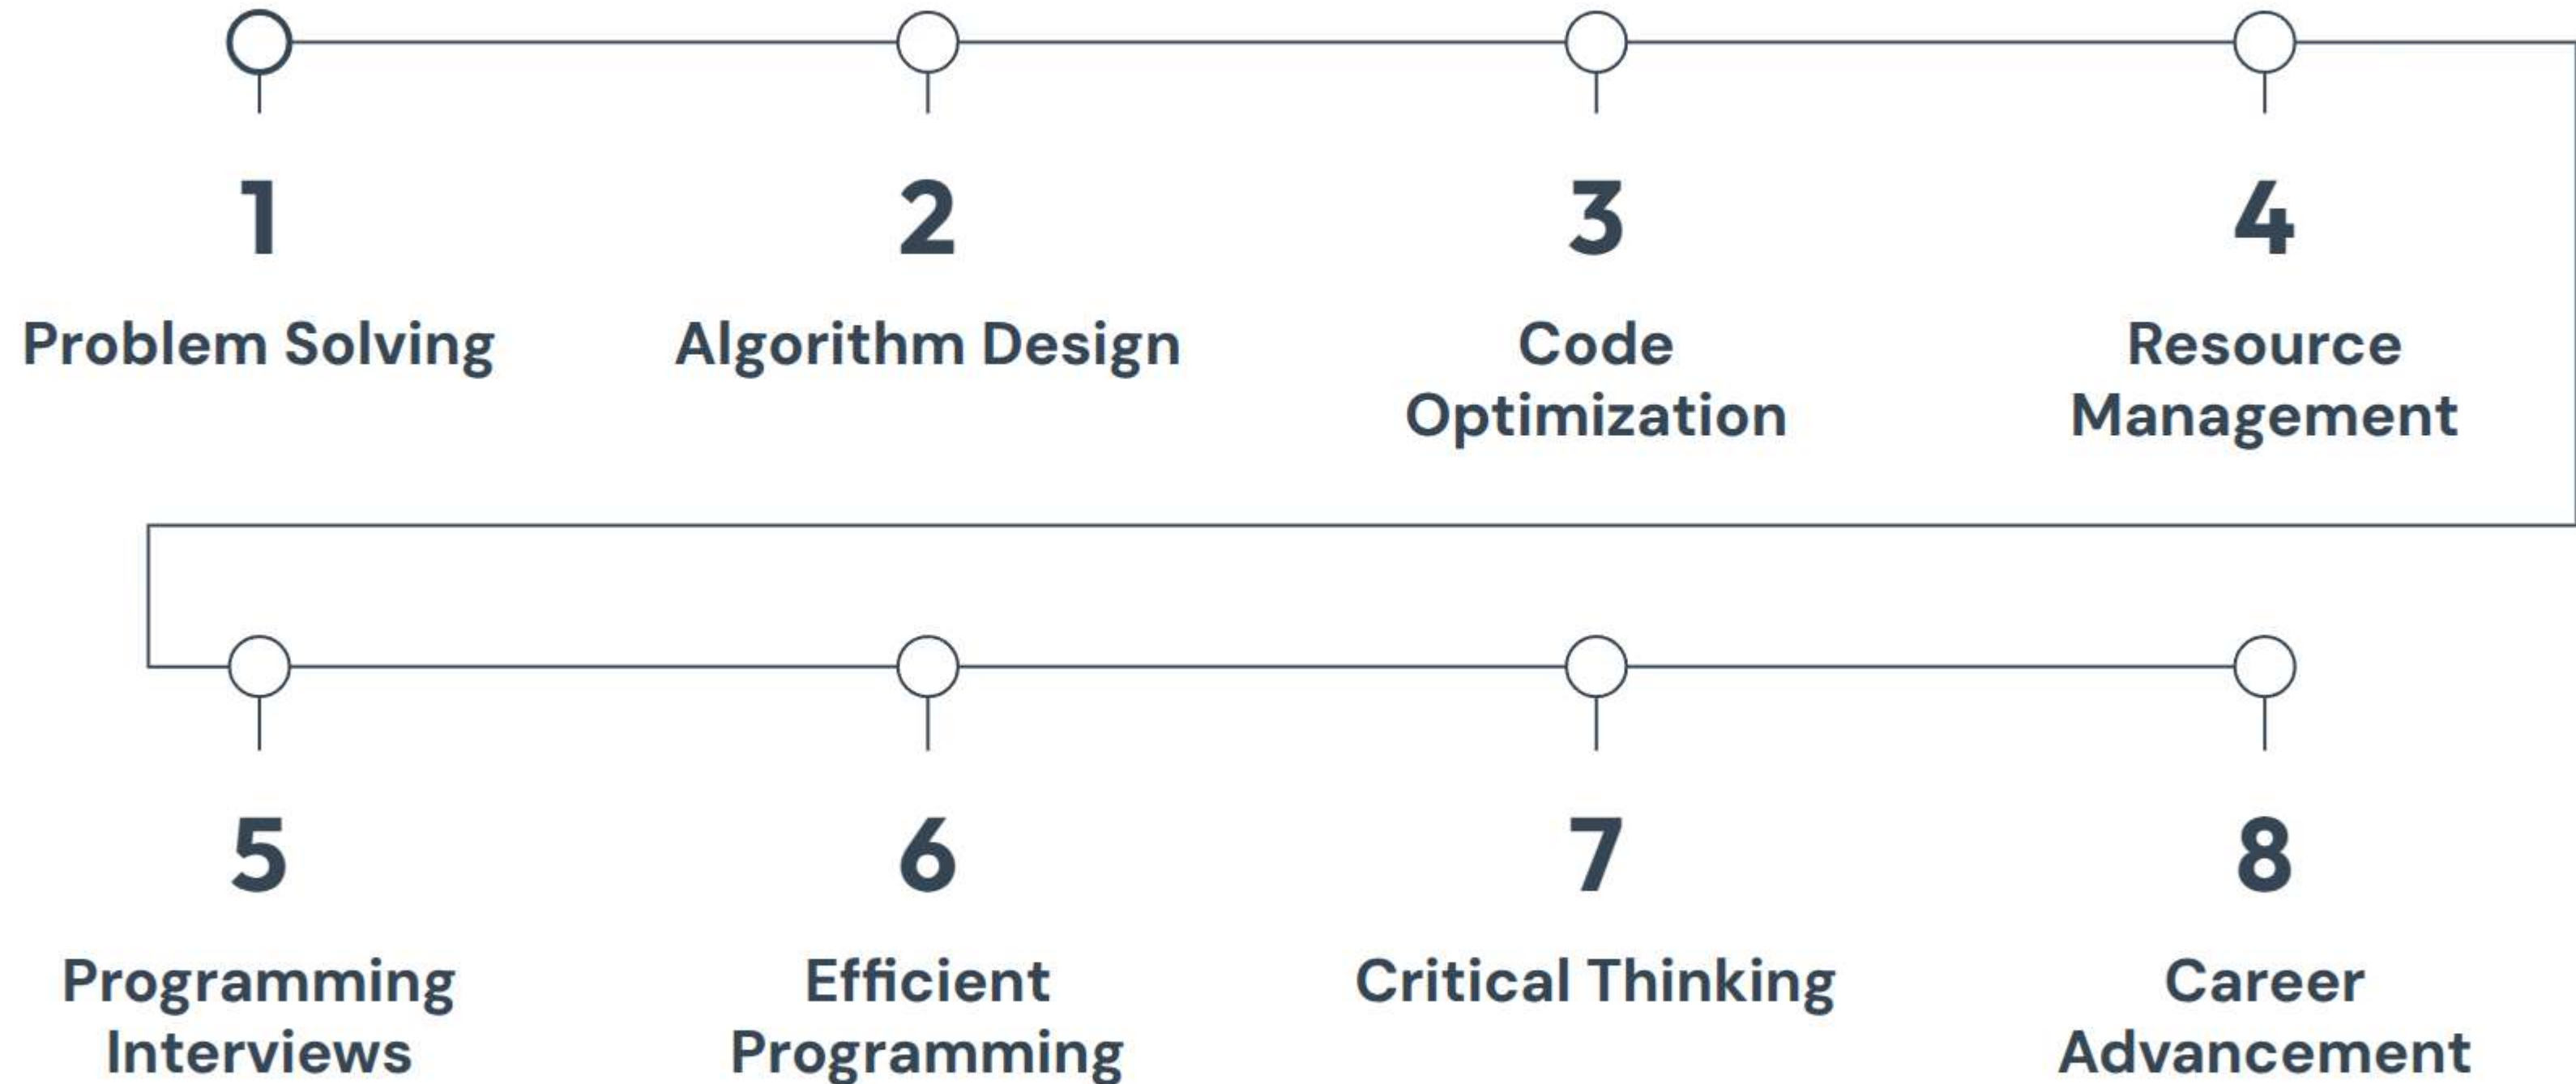 1
Problem Solving
2
Algorithm Design
3
Code
Optimization
4
Resource
Management
5
Programming
Interviews
6
Efficient
Programming
7
Critical Thinking
8
Career
Advancement